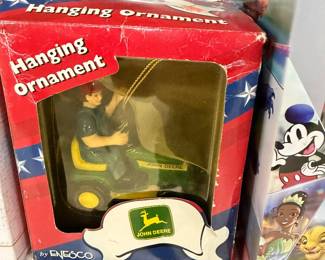 Hanging Ornament
Hanging
Ornament
JOHN DEERE
JOHN DEERE
by ENESCO